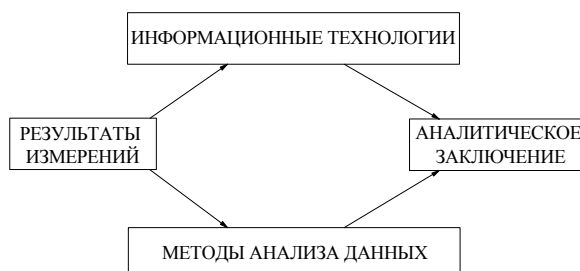 ИНФОРМАЦИОННЫЕ ТЕХНОЛОГИИ
РЕЗУЛЬТАТЫ
ИЗМЕРЕНИЙ
АНАЛИТИЧЕСКОЕ
ЗАКЛЮЧЕНИЕ
МЕТОДЫ АНАЛИЗА ДАННЫХ